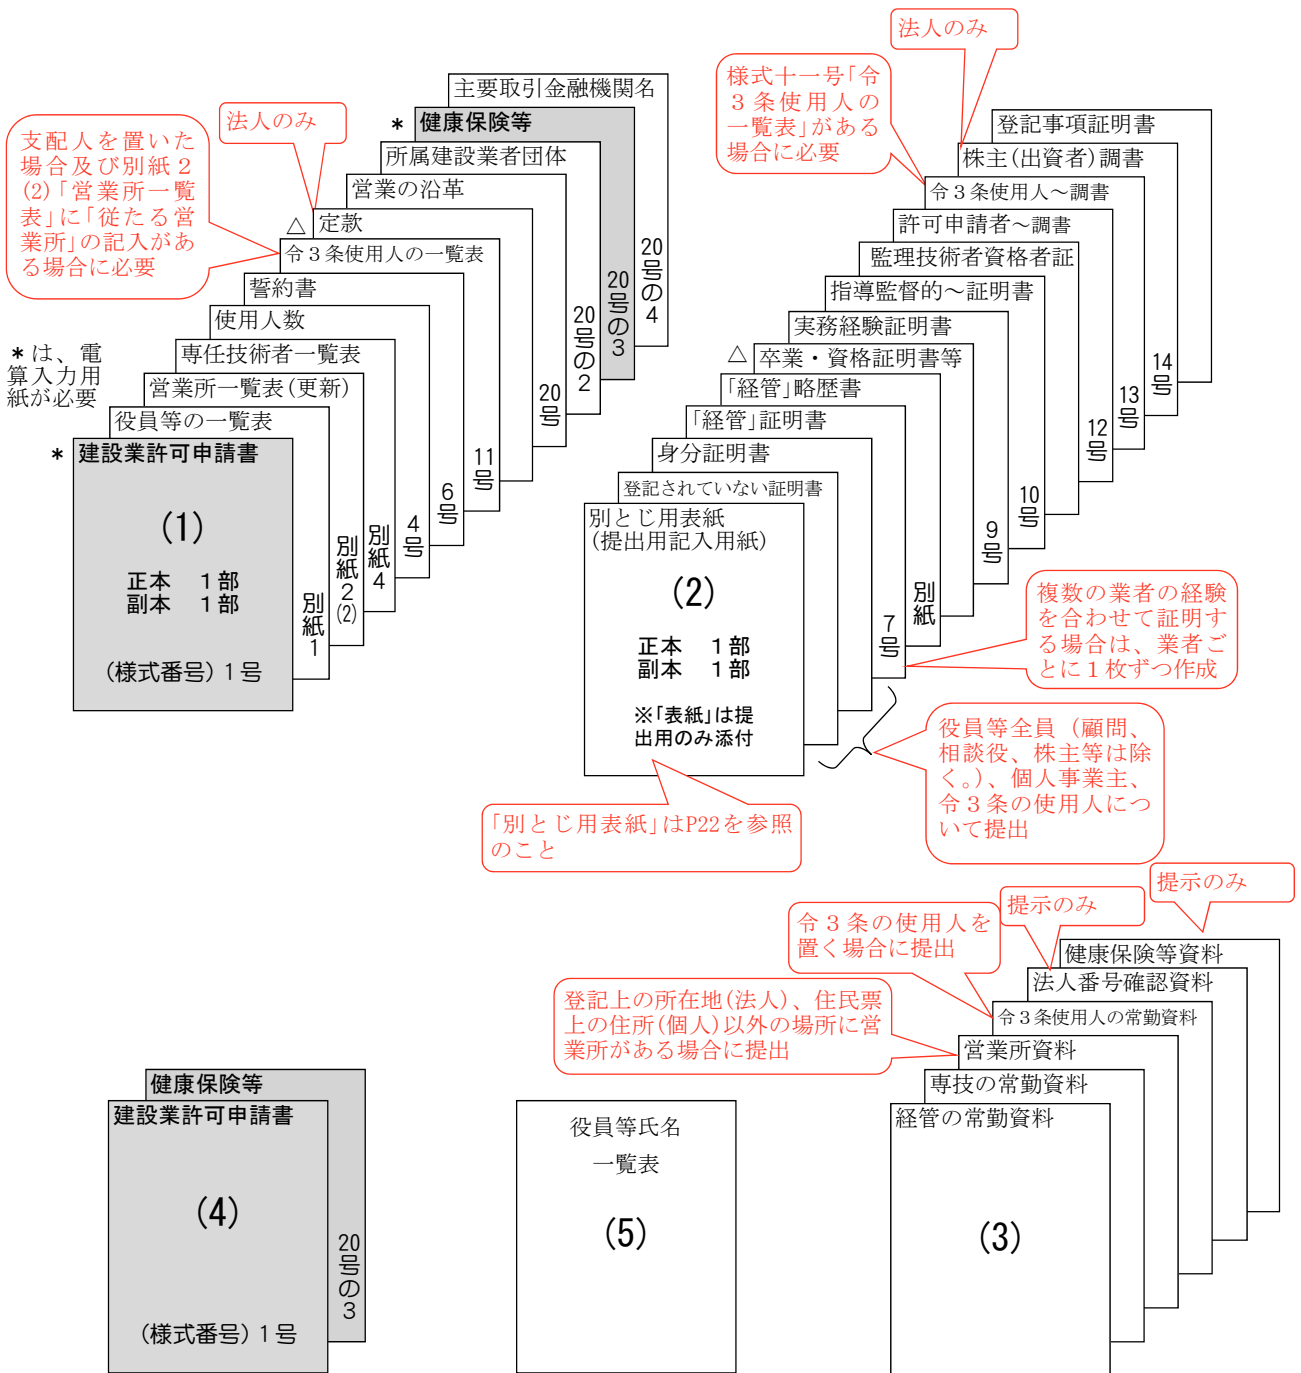 法人のみ
支配人を置いた
場合及び別紙２
(2)「営業所一覧
表」に「従たる営
業所」の記入があ
る場合に必要
主要取引金融機関名
* 健康保険等
所属建設業者団体
営業の沿革
△ 定款
令３条使用人の一覧表
誓約書
使用人数
専任技術者一覧表
営業所一覧表(更新)
役員等の一覧表
* 建設業許可申請書
(1)
正本　１部
副本　１部
(様式番号)１号
*は、電
算入力用
紙が必要
別紙1
別紙2(2)
別紙4
4号
6号
11号
20号
20号の2
20号の3
20号の4
法人のみ
様式十一号「令
３条使用人の
一覧表」がある
場合に必要
登記事項証明書
株主(出資者)調書
令３条使用人～調書
許可申請者～調書
監理技術者資格者証
指導監督的～証明書
実務経験証明書
△ 卒業・資格証明書等
「経管」略歴書
「経管」証明書
身分証明書
登記されていない証明書
別とじ用表紙
(提出用記入用紙)
(2)
正本　１部
副本　１部
※「表紙」は提
出用のみ添付
7号
別紙
9号
10号
12号
13号
14号
複数の業者の経験
を合わせて証明す
る場合は、業者ご
とに１枚ずつ作成
役員等全員（顧問、
相談役、株主等は除
く。）、個人事業主、
令３条の使用人につ
いて提出
「別とじ用表紙」はP22を参照
のこと
提示のみ
提示のみ
令３条の使用人を
置く場合に提出
登記上の所在地(法人)、住民票
上の住所(個人)以外の場所に営
業所がある場合に提出
健康保険等資料
法人番号確認資料
令３条使用人の常勤資料
営業所資料
専技の常勤資料
経管の常勤資料
(3)
健康保険等
建設業許可申請書
(4)
(様式番号)１号
20号の3
役員等氏名
一覧表
(5)